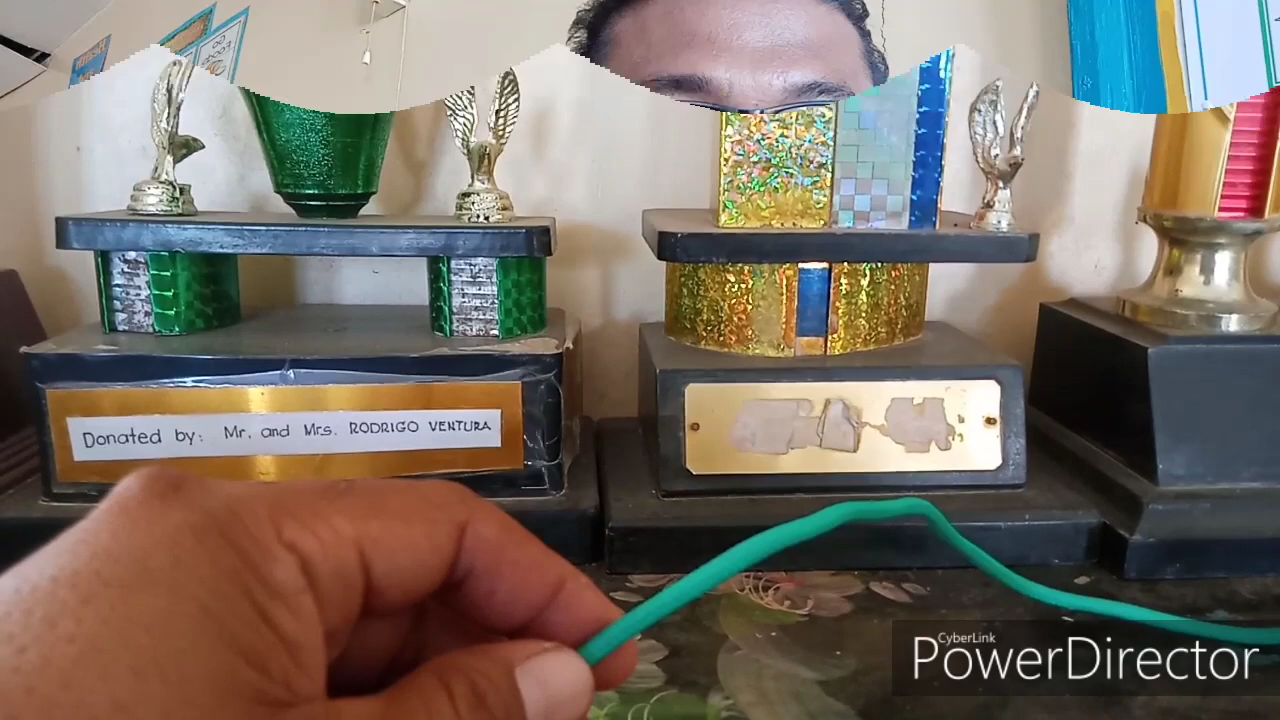 Donated by: Mr. and Mrs. RODRIGO VENTURA
CyberLink
PowerDirector